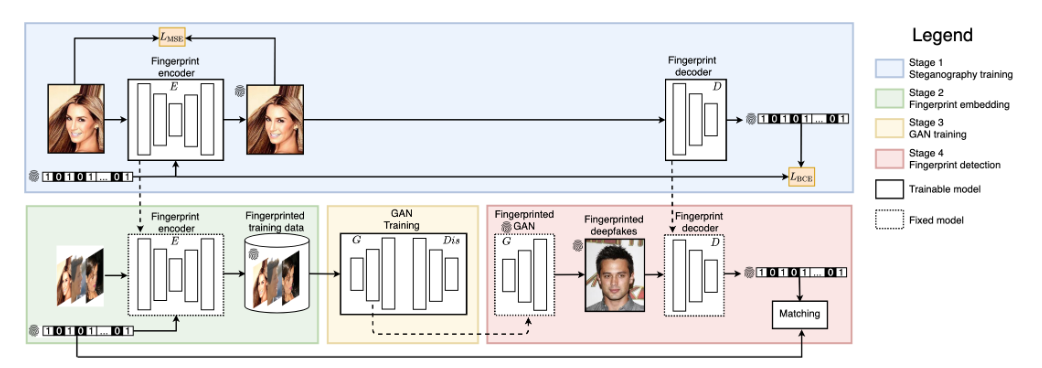 Legend
Stage 1
Steganography training
Stage 2
Fingerprint embedding
Stage 3
GAN training
Stage 4
Fingerprint detection
Trainable model
Fixed model
L_MSE
Fingerprint
encoder
E
Fingerprint
decoder
D
1 0 1 0 1 ... 0 1
1 0 1 0 1 ... 0 1
L_BCE
Fingerprint
encoder
E
Fingerprinted
training data
1 0 1 0 1 ... 0 1
GAN
Training
G
Dis
Fingerprinted
GAN
G
Fingerprinted
deepfakes
Fingerprint
decoder
D
1 0 1 0 1 ... 0 1
Matching